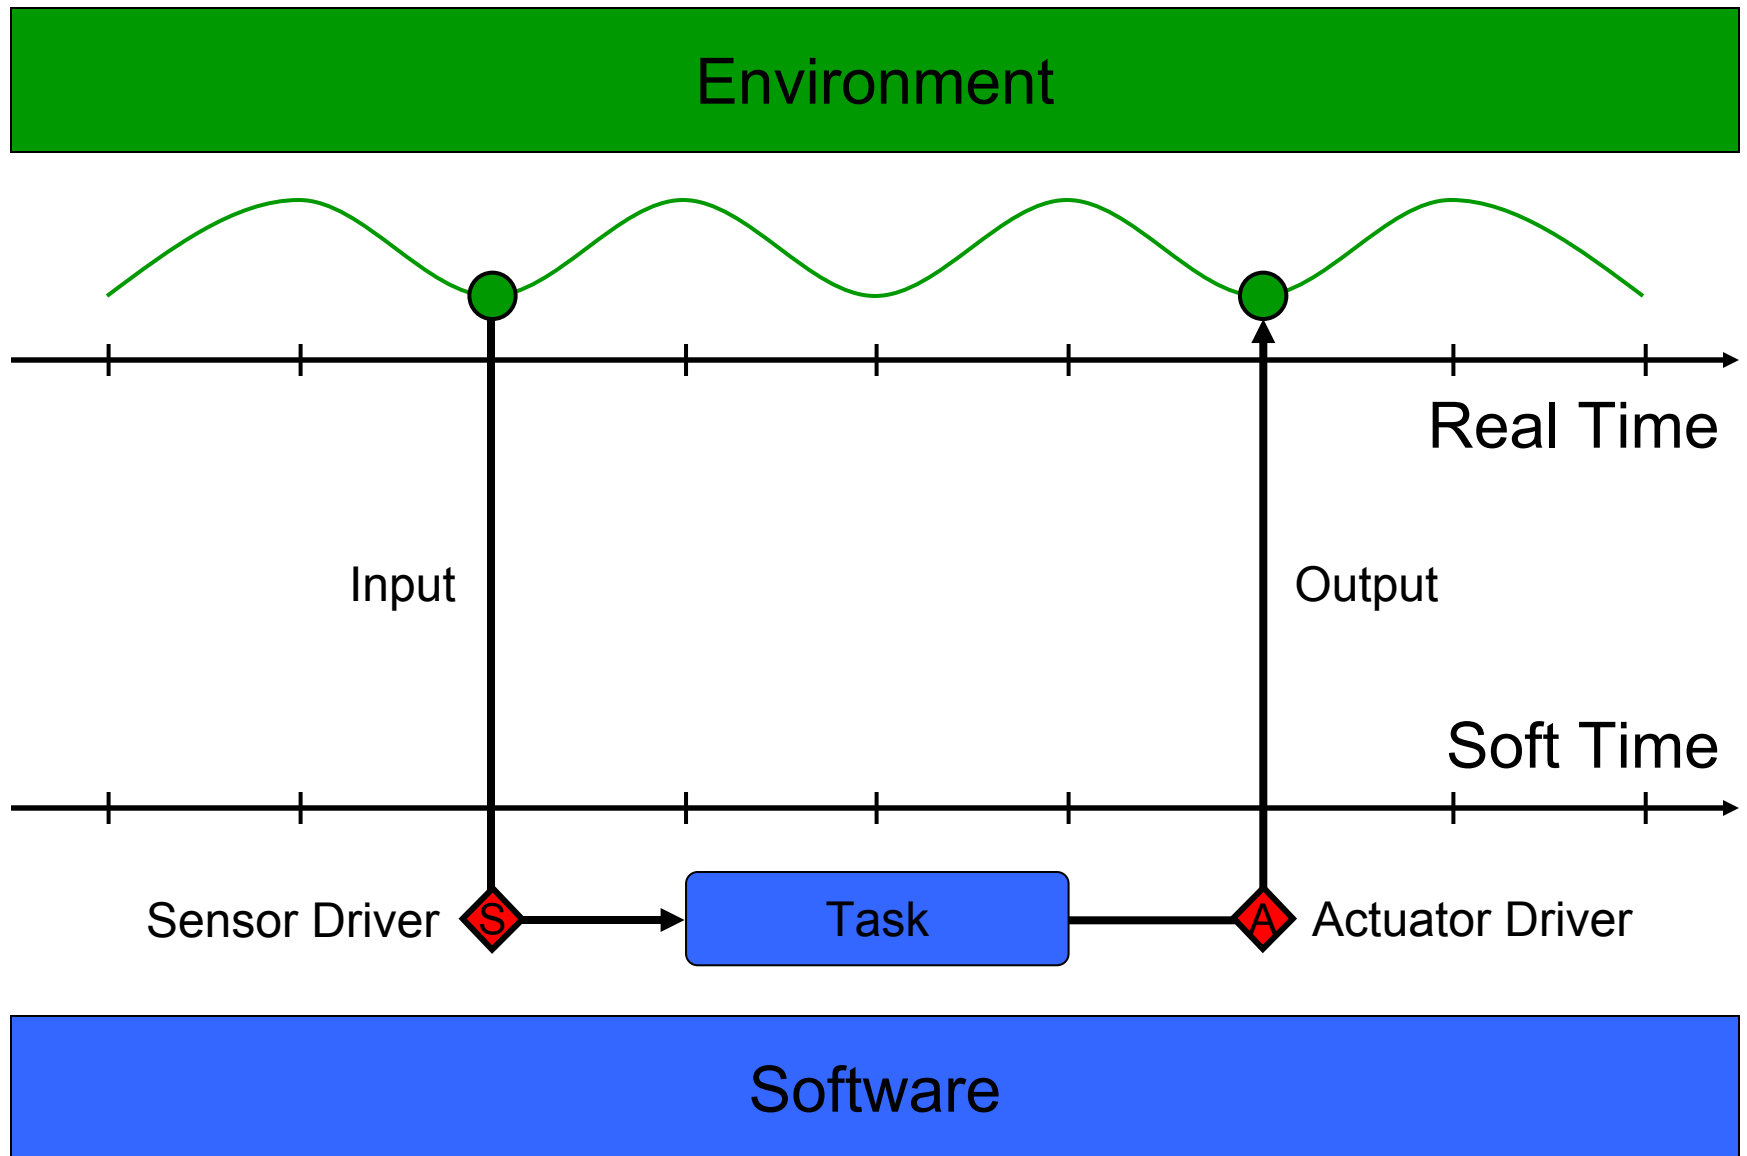 Environment
Real Time
Input
Output
Soft Time
Sensor Driver
S
Task
A
Actuator Driver
Software